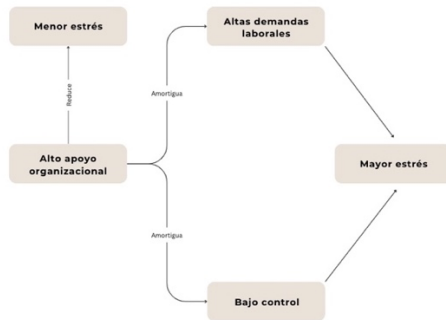 Menor estrés
Altas demandas
laborales
Reduce
Amortigua
Alto apoyo
organizacional
Mayor estrés
Amortigua
Bajo control